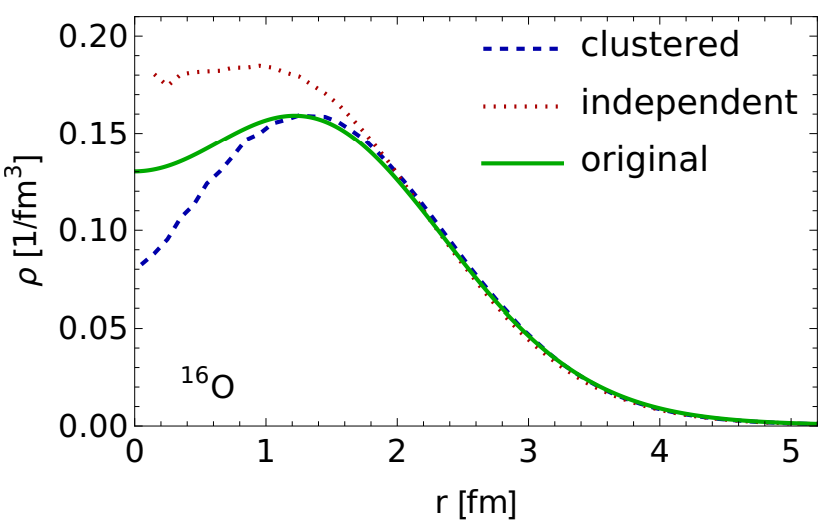 0.20
0.15
0.10
0.05
0.00
ρ [1/fm³]
clustered
independent
original
¹⁶O
0 1 2 3 4 5
r [fm]